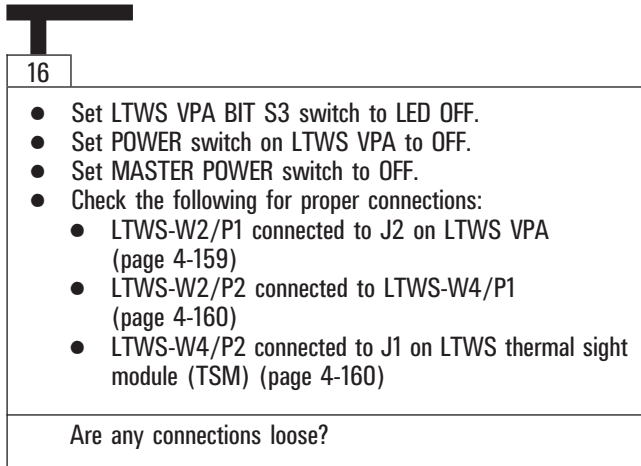 16
● Set LTWS VPA BIT S3 switch to LED OFF.
● Set POWER switch on LTWS VPA to OFF.
● Set MASTER POWER switch to OFF.
● Check the following for proper connections:
● LTWS-W2/P1 connected to J2 on LTWS VPA
(page 4-159)
● LTWS-W2/P2 connected to LTWS-W4/P1
(page 4-160)
● LTWS-W4/P2 connected to J1 on LTWS thermal sight
module (TSM) (page 4-160)
Are any connections loose?